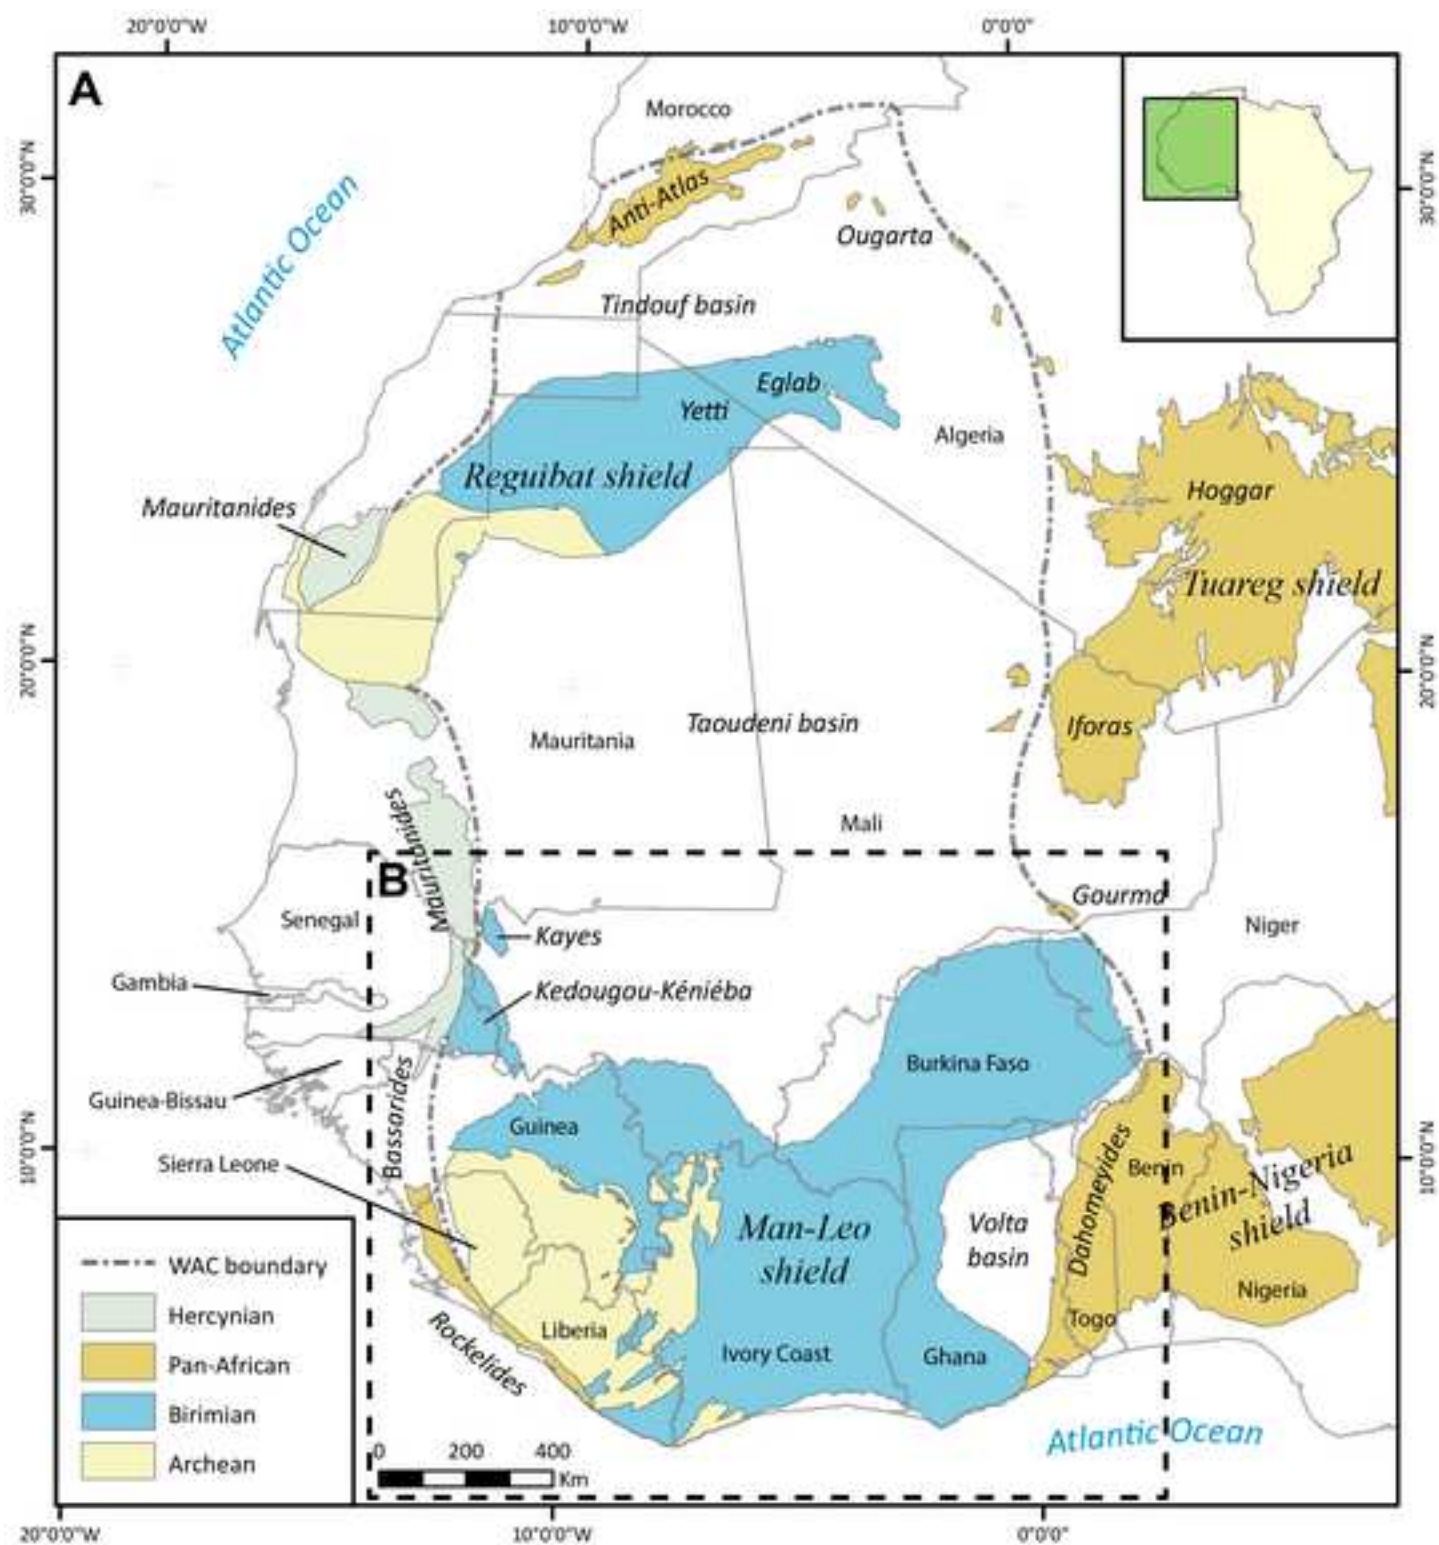 20°0'0"W
10°0'0"W
0°0'0"
A
Morocco
30°0'0"N
30°0'0"N
Anti-Atlas
Atlantic Ocean
Ougarta
Tindouf basin
Eglab
Yetti
Algeria
Reguibat shield
Hoggar
Mauritanides
Tuareg shield
20°0'0"N
20°0'0"N
Iforas
Taoudeni basin
Mauritania
Mauritanides
Mali
B
Gourma
Senegal
Niger
Kayes
Gambia
Kedougou-Kéniéba
Burkina Faso
Guinea-Bissau
Bassarides
Guinea
10°0'0"N
10°0'0"N
Sierra Leone
Dahomeyides
Benin
Benin-Nigeria
shield
Man-Leo
shield
Volta
basin
Nigeria
Togo
Liberia
Rockelides
Ivory Coast
Ghana
Atlantic Ocean
WAC boundary
Hercynian
Pan-African
Birimian
Archean
0 200 400
Km
20°0'0"W
10°0'0"W
0°0'0"